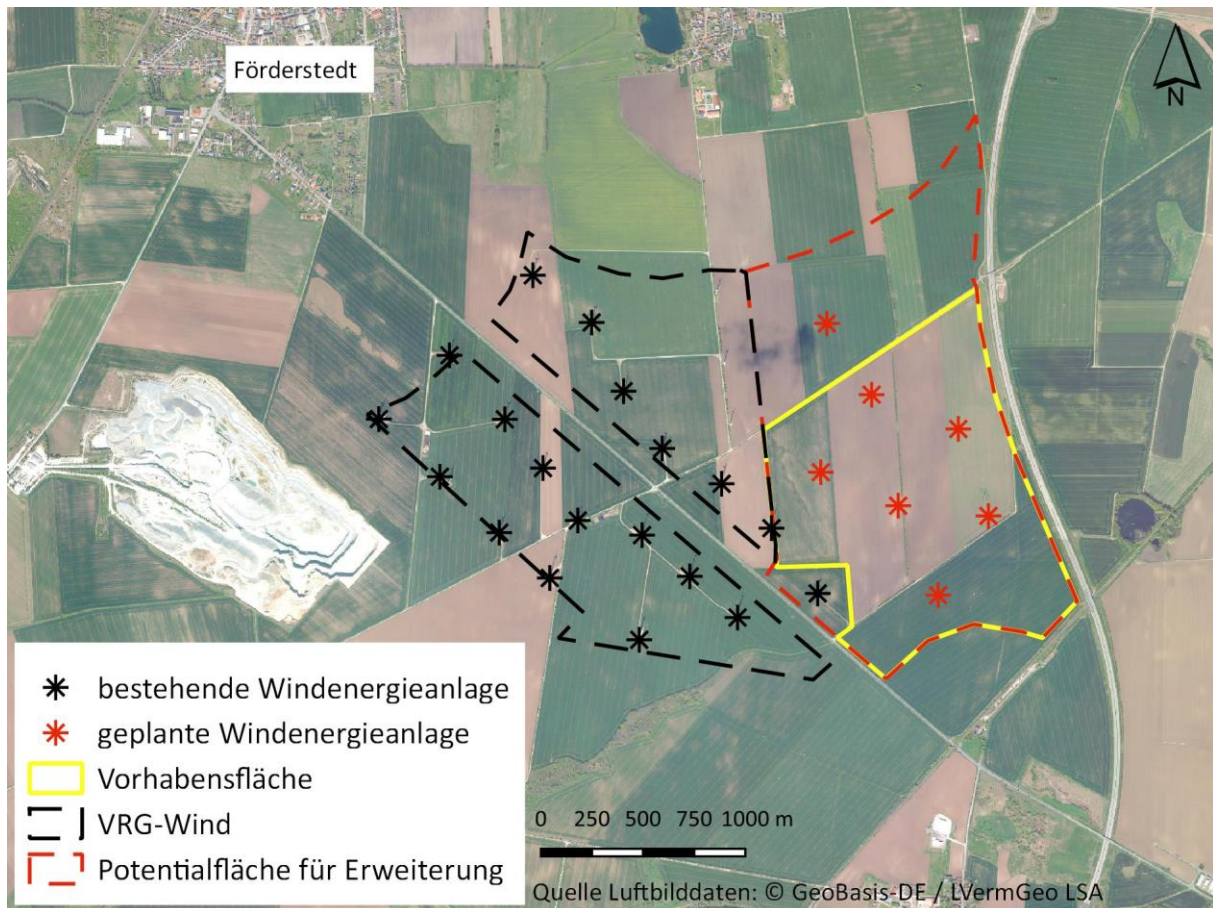 Förderstedt
N
bestehende Windenergieanlage
geplante Windenergieanlage
Vorhabensfläche
VRG-Wind
Potentialfläche für Erweiterung
0 250 500 750 1000 m
Quelle Luftbilddaten: © GeoBasis-DE / LVermGeo LSA